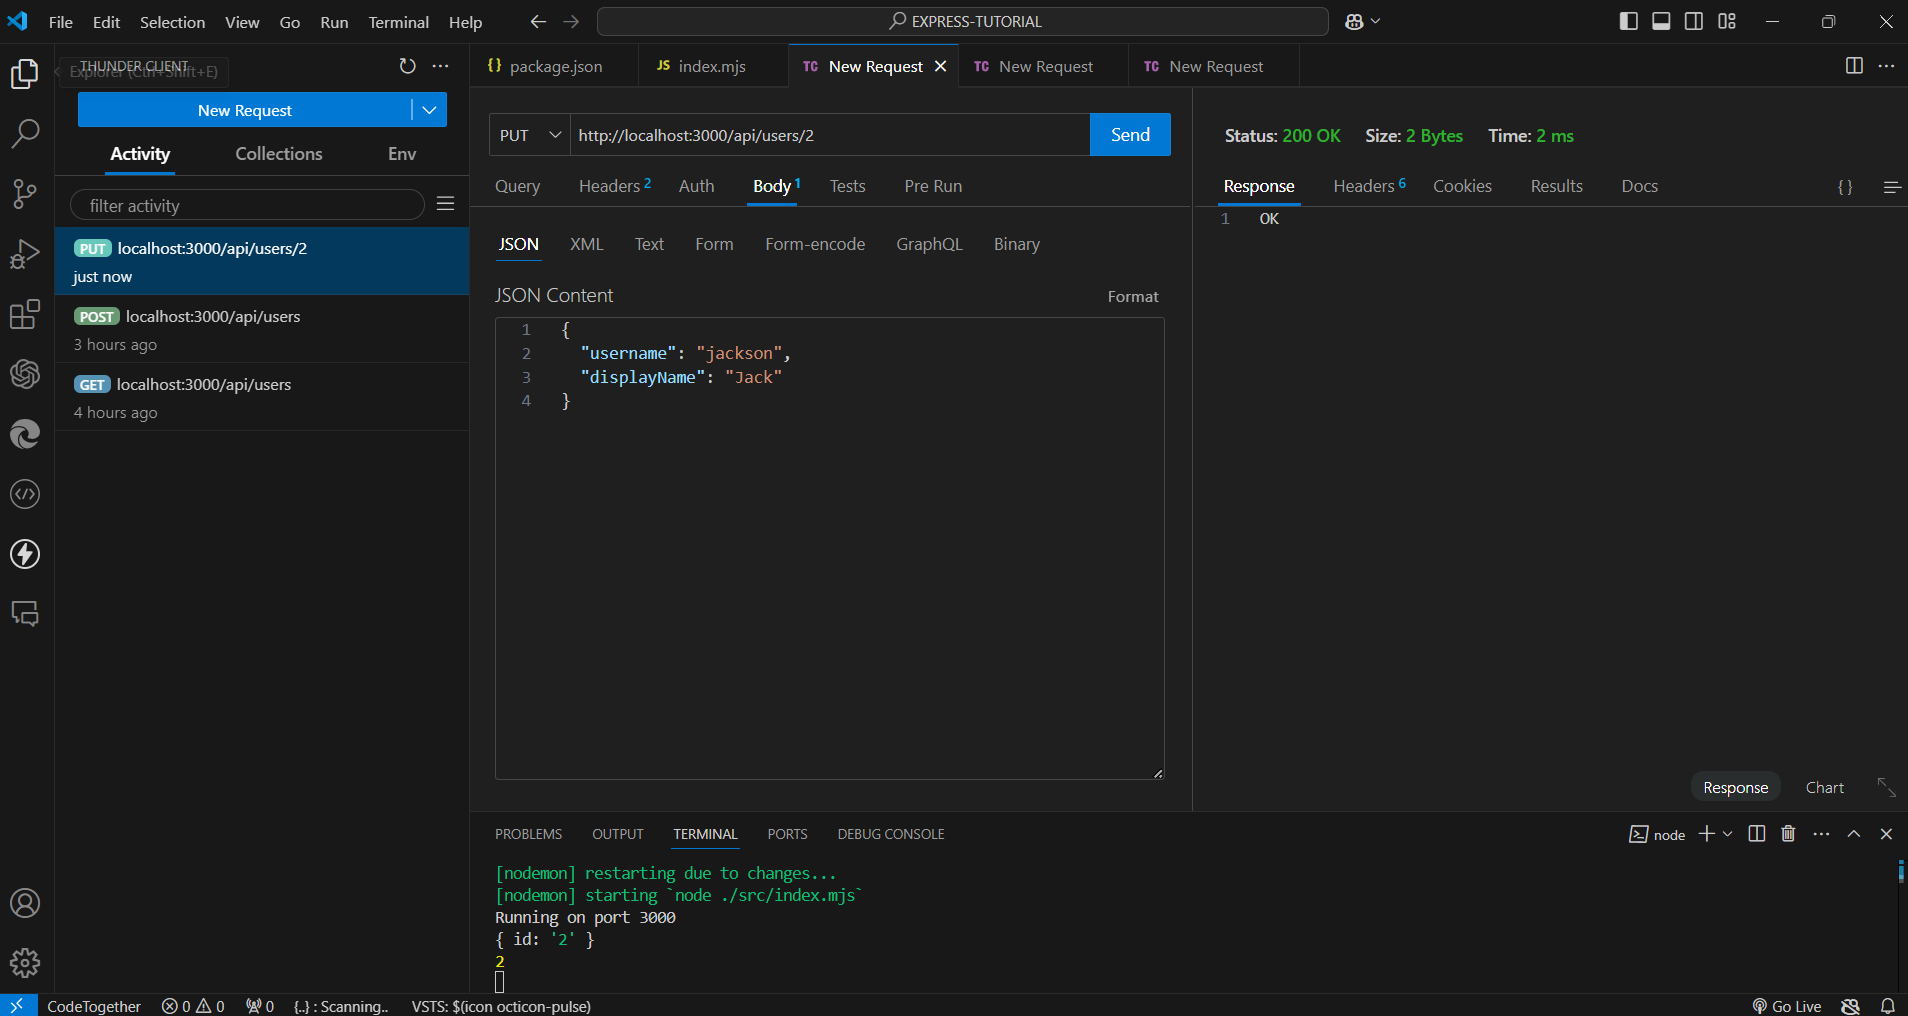 File Edit Selection View Go Run Terminal Help
EXPRESS-TUTORIAL
THUNDER CLIENT
Explorer (Ctrl+Shift+E)
New Request
Activity Collections Env
filter activity
PUT localhost:3000/api/users/2
just now
POST localhost:3000/api/users
3 hours ago
GET localhost:3000/api/users
4 hours ago
{} package.json JS index.mjs TC New Request TC New Request TC New Request
PUT http://localhost:3000/api/users/2 Send
Query Headers 2 Auth Body 1 Tests Pre Run
JSON XML Text Form Form-encode GraphQL Binary
JSON Content Format
1 {
2 "username": "jackson",
3 "displayName": "Jack"
4 }
Status: 200 OK Size: 2 Bytes Time: 2 ms
Response Headers 6 Cookies Results Docs { }
1 OK
Response Chart
PROBLEMS OUTPUT TERMINAL PORTS DEBUG CONSOLE
node
[nodemon] restarting due to changes...
[nodemon] starting `node ./src/index.mjs`
Running on port 3000
{ id: '2' }
2
CodeTogether 0 0 0 {..} : Scanning.. VSTS: $(icon octicon-pulse) Go Live